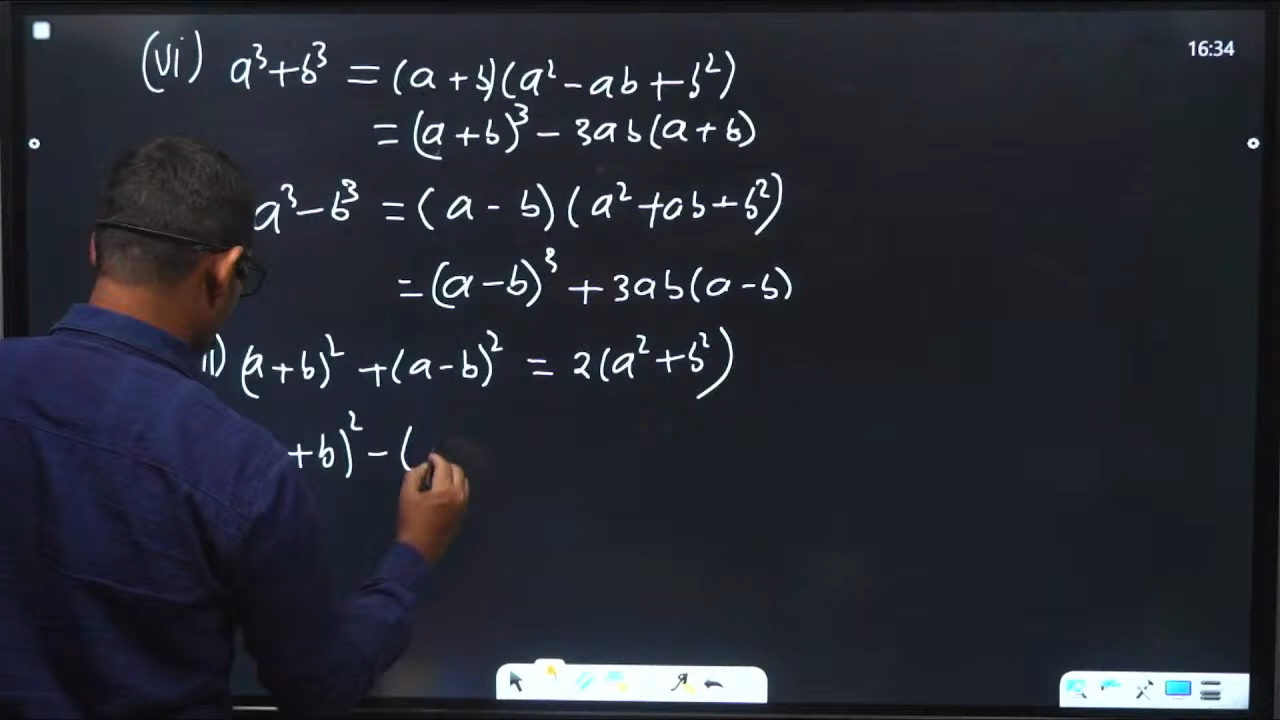 16:34
(vi) a³+b³ = (a+b)(a²-ab+b²)
= (a+b)³ - 3ab(a+b)
a³-b³ = (a-b)(a²+ab+b²)
= (a-b)³ + 3ab(a-b)
ii) (a+b)² + (a-b)² = 2(a²+b²)
+b)² - (